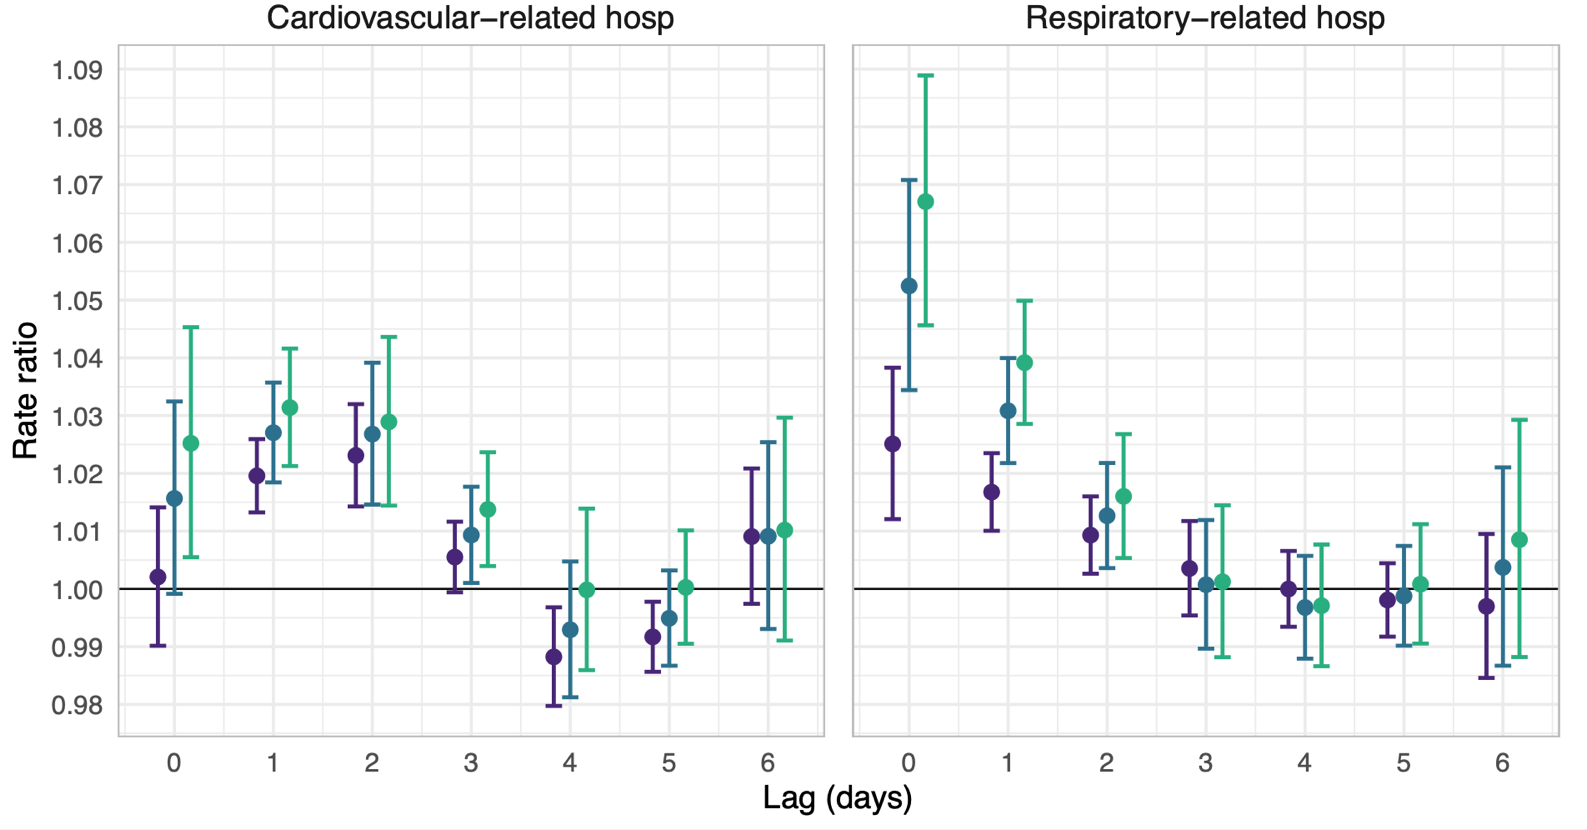 Cardiovascular−related hosp
Respiratory−related hosp
1.09
1.08
1.07
1.06
1.05
1.04
1.03
1.02
1.01
1.00
0.99
0.98
Rate ratio
0 1 2 3 4 5 6
0 1 2 3 4 5 6
Lag (days)